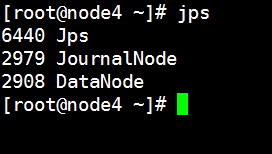 [root@node4 ~]# jps
6440 Jps
2979 JournalNode
2908 DataNode
[root@node4 ~]#